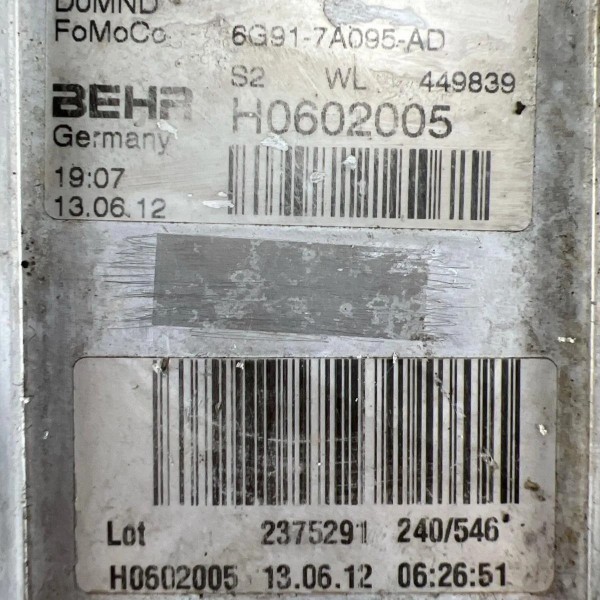 D0MND
FoMoCo 6G91-7A095-AD
S2 WL 449839
BEHR H0602005
Germany
19:07
13.06.12
Lot 2375291 240/546
H0602005 13.06.12 06:26:51